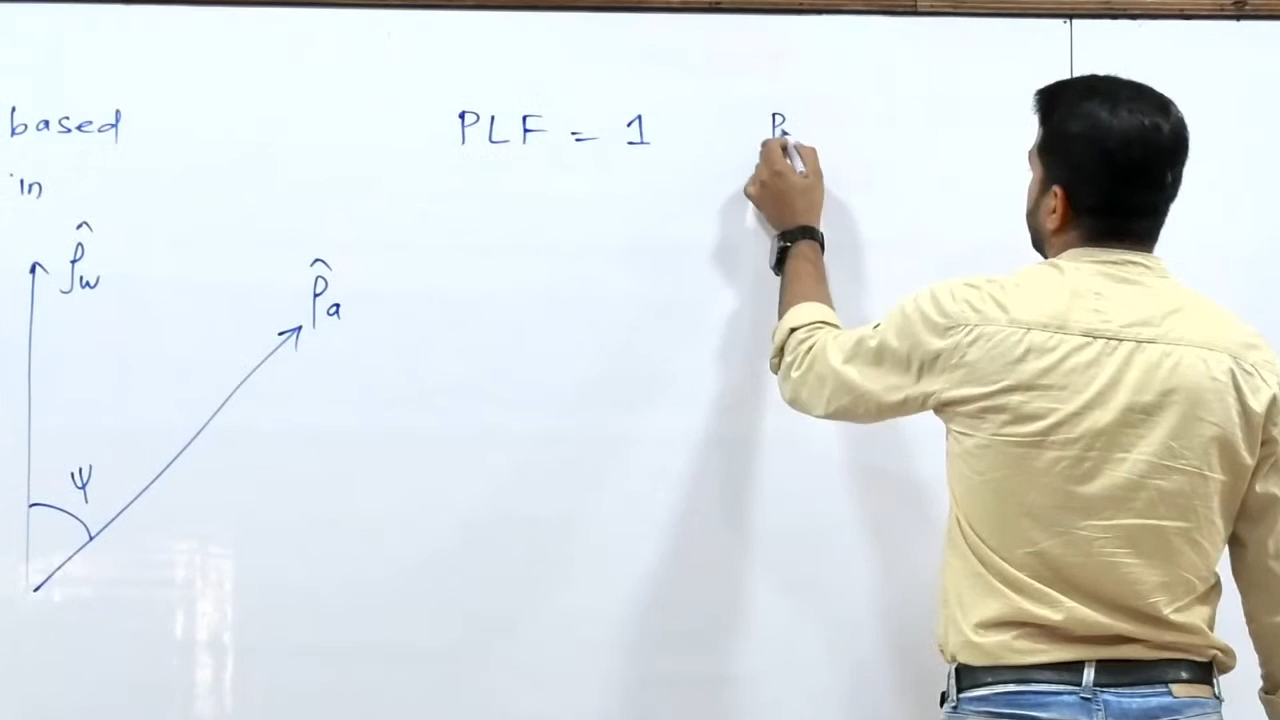 based
in
PLF = 1
P
ρ̂w
ρ̂a
ψ